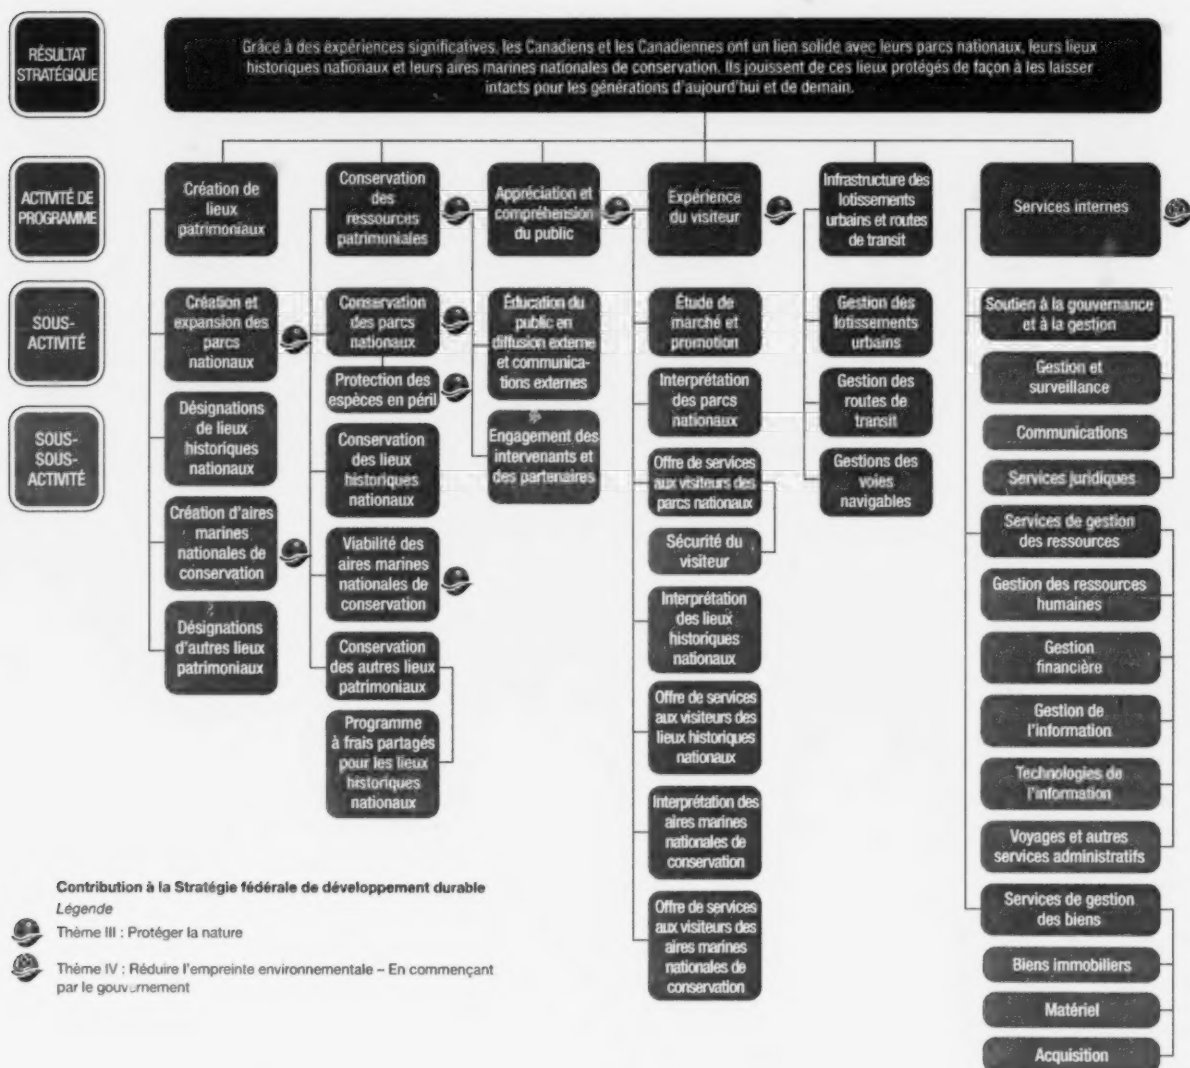 RÉSULTAT
STRATÉGIQUE
Grâce à des expériences significatives, les Canadiens et les Canadiennes ont un lien solide avec leurs parcs nationaux, leurs lieux
historiques nationaux et leurs aires marines nationales de conservation. Ils jouissent de ces lieux protégés de façon à les laisser
intacts pour les générations d'aujourd'hui et de demain.
ACTIVITÉ DE
PROGRAMME
Création de
lieux
patrimoniaux
Conservation
des
ressources
patrimoniales
Appréciation et
compréhension
du public
Expérience
du visiteur
Infrastructure des
lotissements
urbains et routes
de transit
Services internes
SOUS-
ACTIVITÉ
SOUS-
SOUS-
ACTIVITÉ
Création et
expansion des
parcs
nationaux
Désignations
de lieux
historiques
nationaux
Création d'aires
marines
nationales de
conservation
Désignations
d'autres lieux
patrimoniaux
Conservation
des parcs
nationaux
Protection des
espèces en péril
Conservation
des lieux
historiques
nationaux
Viabilité des
aires marines
nationales de
conservation
Conservation
des autres lieux
patrimoniaux
Programme
à frais partagés
pour les lieux
historiques
nationaux
Éducation du
public en
diffusion externe
et communica-
tions externes
Engagement des
intervenants et
des partenaires
Étude de
marché et
promotion
Interprétation
des parcs
nationaux
Offre de services
aux visiteurs des
parcs nationaux
Sécurité du
visiteur
Interprétation
des lieux
historiques
nationaux
Offre de services
aux visiteurs des
lieux historiques
nationaux
Interprétation des
aires marines
nationales de
conservation
Offre de services
aux visiteurs des
aires marines
nationales de
conservation
Gestion des
lotissements
urbains
Gestion des
routes de
transit
Gestions des
voies
navigables
Soutien à la gouvernance
et à la gestion
Gestion et
surveillance
Communications
Services juridiques
Services de gestion
des ressources
Gestion des ressources
humaines
Gestion
financière
Gestion de
l'information
Technologies de
l'information
Voyages et autres
services administratifs
Services de gestion
des biens
Biens immobiliers
Matériel
Acquisition
Contribution à la Stratégie fédérale de développement durable
Légende
Thème III : Protéger la nature
Thème IV : Réduire l'empreinte environnementale – En commençant
par le gouvernement